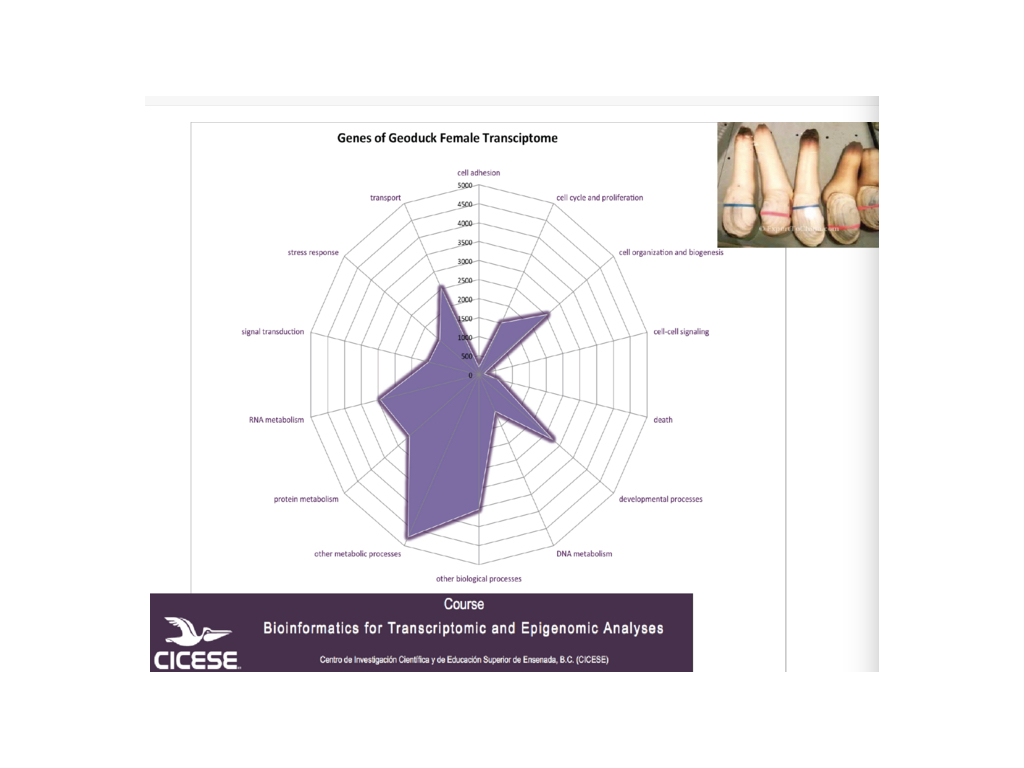 Genes of Geoduck Female Transciptome
cell adhesion
cell cycle and proliferation
cell organization and biogenesis
cell-cell signaling
death
developmental processes
DNA metabolism
other biological processes
other metabolic processes
protein metabolism
RNA metabolism
signal transduction
stress response
transport
5000
4500
4000
3500
3000
2500
2000
1500
1000
500
0
Course
Bioinformatics for Transcriptomic and Epigenomic Analyses
Centro de Investigación Científica y de Educación Superior de Ensenada, B.C. (CICESE)
CICESE